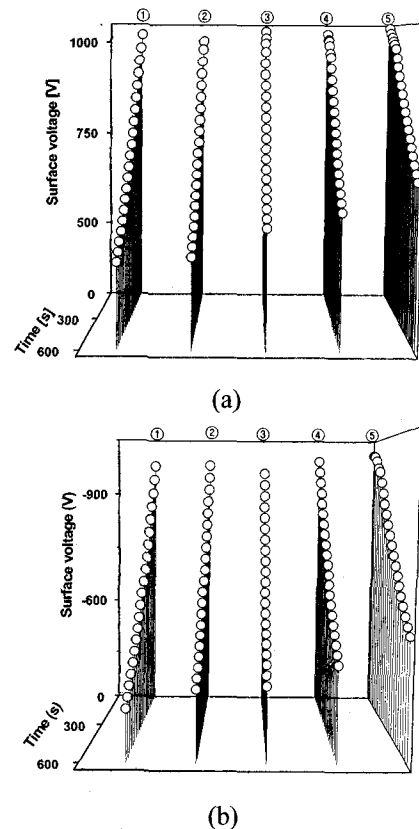 ① ② ③ ④ ⑤
1000
750
500
0
300
600
Surface voltage [V]
Time [s]
(a)
① ② ③ ④ ⑤
-900
-600
0
300
600
Surface voltage (V)
Time (s)
(b)